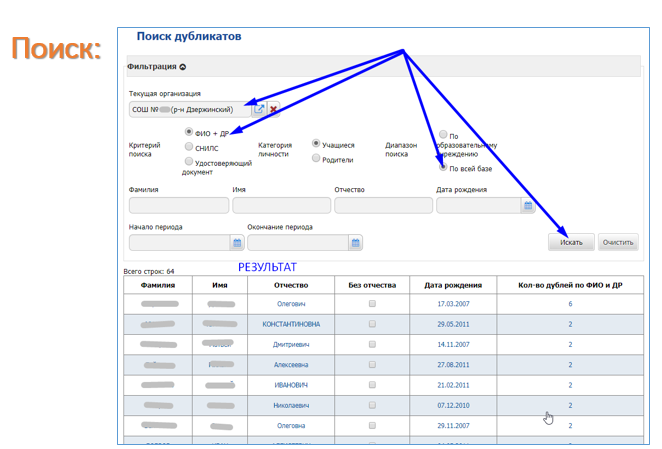 Поиск:
Поиск дубликатов
Фильтрация
Текущая организация
СОШ № (р-н Дзержинский)
Критерий поиска
ФИО + ДР
СНИЛС
Удостоверяющий документ
Категория личности
Учащиеся
Родители
Диапазон поиска
По образовательному учреждению
По всей базе
Фамилия Имя Отчество Дата рождения
Начало периода Окончание периода
Искать Очистить
РЕЗУЛЬТАТ
Всего строк: 64
Фамилия Имя Отчество Без отчества Дата рождения Кол-во дублей по ФИО и ДР
Олегович 17.03.2007 6
КОНСТАНТИНОВНА 29.05.2011 2
Дмитриевич 14.11.2007 2
Алексеевна 27.08.2011 2
ИВАНОВИЧ 21.02.2011 2
Николаевич 07.12.2010 2
Олеговна 29.11.2007 2